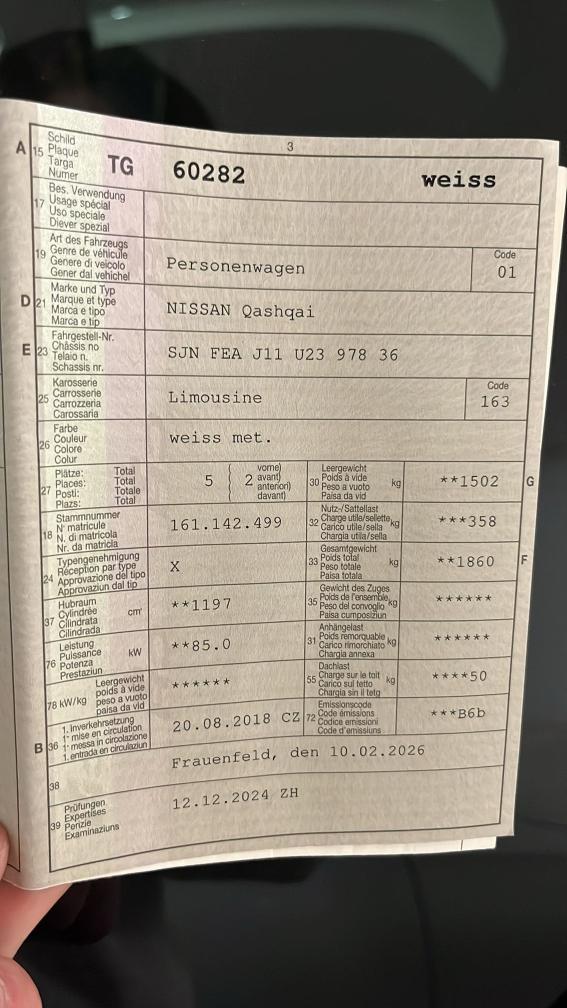 3
A 15 Schild
Plaque
Targa
Numer
TG 60282 weiss
17 Bes. Verwendung
Usage spécial
Uso speciale
Diever spezial
19 Art des Fahrzeugs
Genre de véhicule
Genere di veicolo
Gener dal vehichel
Personenwagen
Code
01
D 21 Marke und Typ
Marque et type
Marca e tipo
Marca e tip
NISSAN Qashqai
E 23 Fahrgestell-Nr.
Châssis no
Telaio n.
Schassis nr.
SJN FEA J11 U23 978 36
25 Karosserie
Carrosserie
Carrozzeria
Carossaria
Limousine
Code
163
26 Farbe
Couleur
Colore
Colur
weiss met.
27 Plätze: Total
Places: Total
Posti: Totale
Plazs: Total
5 2 vorne)
avant)
anteriori)
davant)
30 Leergewicht
Poids à vide
Peso a vuoto
Paisa da vid
kg **1502 G
18 Stammnummer
N° matricule
N. di matricola
Nr. da matricla
161.142.499
32 Nutz-/Sattellast
Charge utile/sellette
Carico utile/sella
Chargia utila/sella
kg ***358
24 Typengenehmigung
Réception par type
Approvazione del tipo
Approvaziun dal tip
X
33 Gesamtgewicht
Poids total
Peso totale
Paisa totala
kg **1860 F
37 Hubraum
Cylindrée
Cilindrata
Cilindrada
cm³ **1197
35 Gewicht des Zuges
Poids de l'ensemble
Peso del convoglio
Paisa cumposiziun
kg ******
76 Leistung
Puissance
Potenza
Prestaziun
kW **85.0
31 Anhängelast
Poids remorquable
Carico rimorchiato
Chargia annexa
kg ******
78 kW/kg Leergewicht
poids à vide
peso a vuoto
paisa da vid
******
55 Dachlast
Charge sur le toit
Carico sul tetto
Chargia sin il tetg
kg ****50
B 36 1. Inverkehrsetzung
1re mise en circulation
1a messa in circolazione
1. entrada en circulaziun
20.08.2018 CZ
72 Emissionscode
Code émissions
Codice emissioni
Code d'emissiuns
***B6b
Frauenfeld, den 10.02.2026
38
39 Prüfungen
Expertises
Perizie
Examinaziuns
12.12.2024 ZH